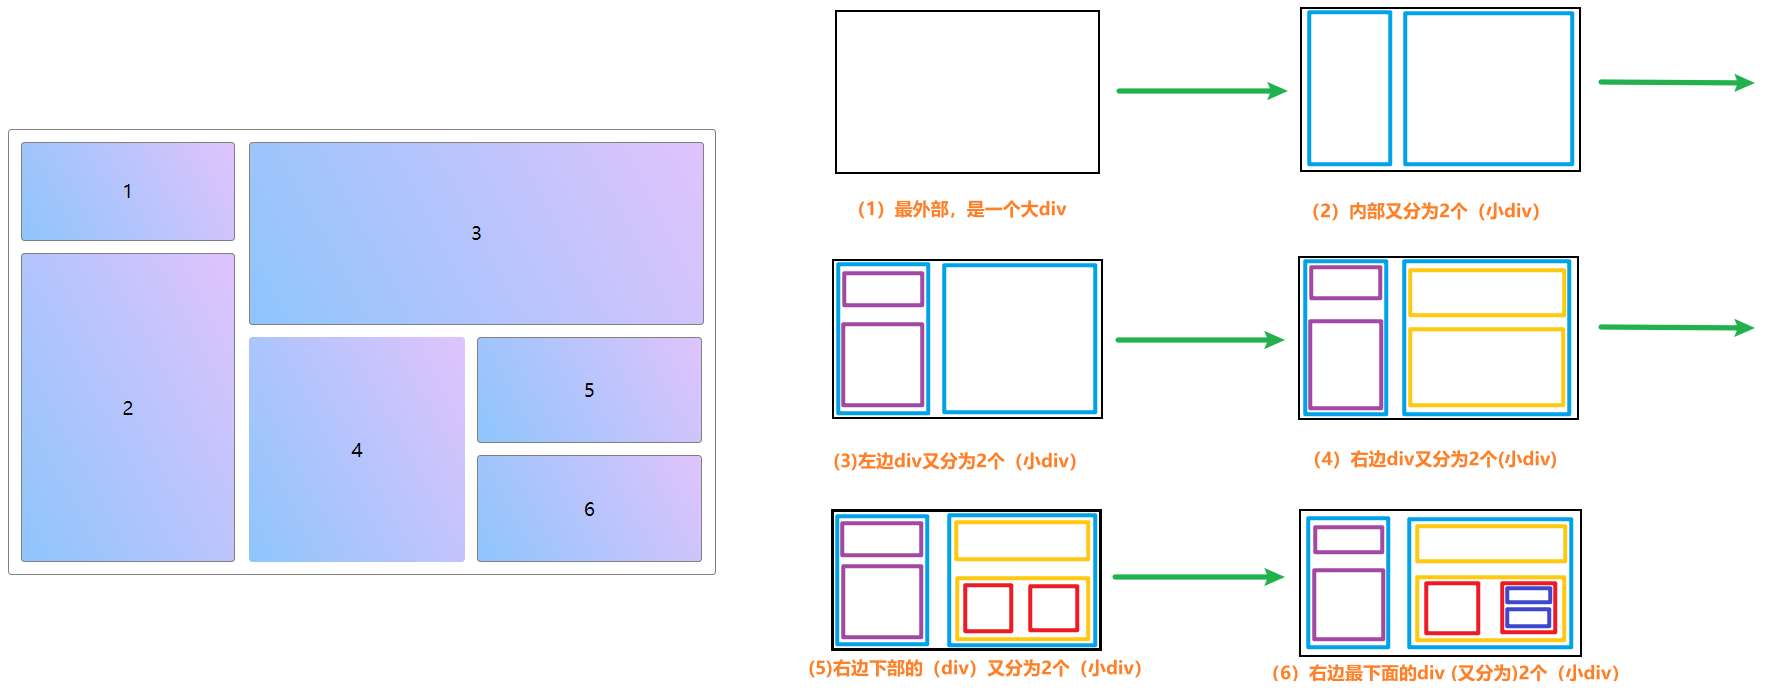 1
2
3
4
5
6
（1）最外部，是一个大div
（2）内部又分为2个（小div）
(3)左边div又分为2个（小div）
（4）右边div又分为2个(小div）
(5)右边下部的（div）又分为2个（小div）
（6）右边最下面的div (又分为)2个（小div）